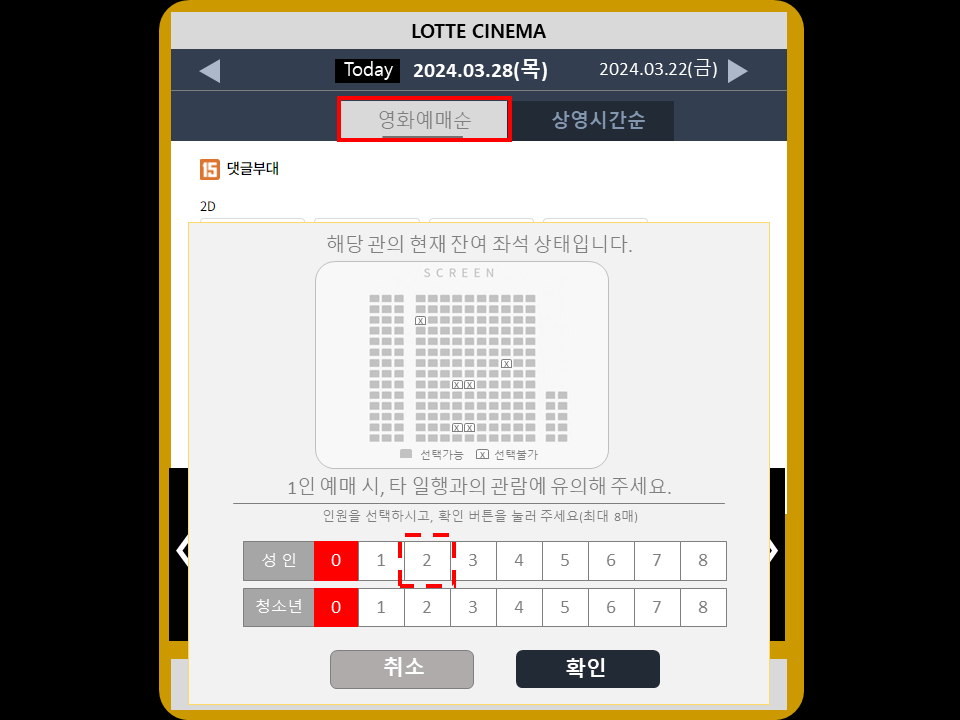 LOTTE CINEMA
Today 2024.03.28(목) 2024.03.22(금)
영화예매순 상영시간순
15 댓글부대
2D
해당 관의 현재 잔여 좌석 상태입니다.
SCREEN
X
X
X X
X X
선택가능 X 선택불가
1인 예매 시, 타 일행과의 관람에 유의해 주세요.
인원을 선택하시고, 확인 버튼을 눌러 주세요(최대 8매)
성 인 0 1 2 3 4 5 6 7 8
청소년 0 1 2 3 4 5 6 7 8
취소 확인